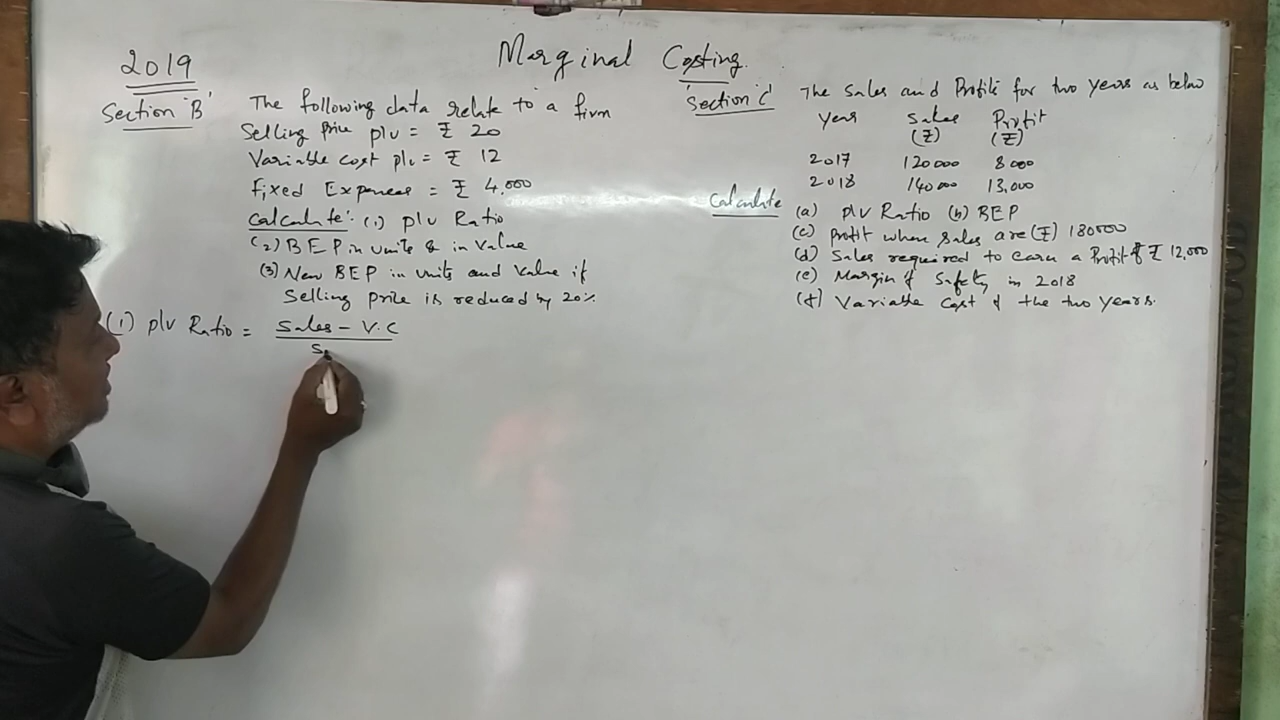 Marginal Costing.
2019
Section 'B'
The following data relate to a firm
Selling Price p/u = ₹ 20
Variable cost p/u = ₹ 12
Fixed Expenses = ₹ 4,000
Calculate: (1) P/V Ratio
(2) B E P in units & in value
(3) New BEP in units and value if
Selling price is reduced by 20%
(1) P/V Ratio = Sales - V.C
'Section C'
The Sales and Profits for two years as below
Year Sales Profit
(₹) (₹)
2017 120000 8000
2018 140000 13,000
Calculate
(a) P/V Ratio (b) BEP
(c) Profit when sales are (₹) 180000
(d) Sales required to earn a Profit of ₹ 12,000
(e) Margin of Safety in 2018
(f) Variable Cost of the two years.